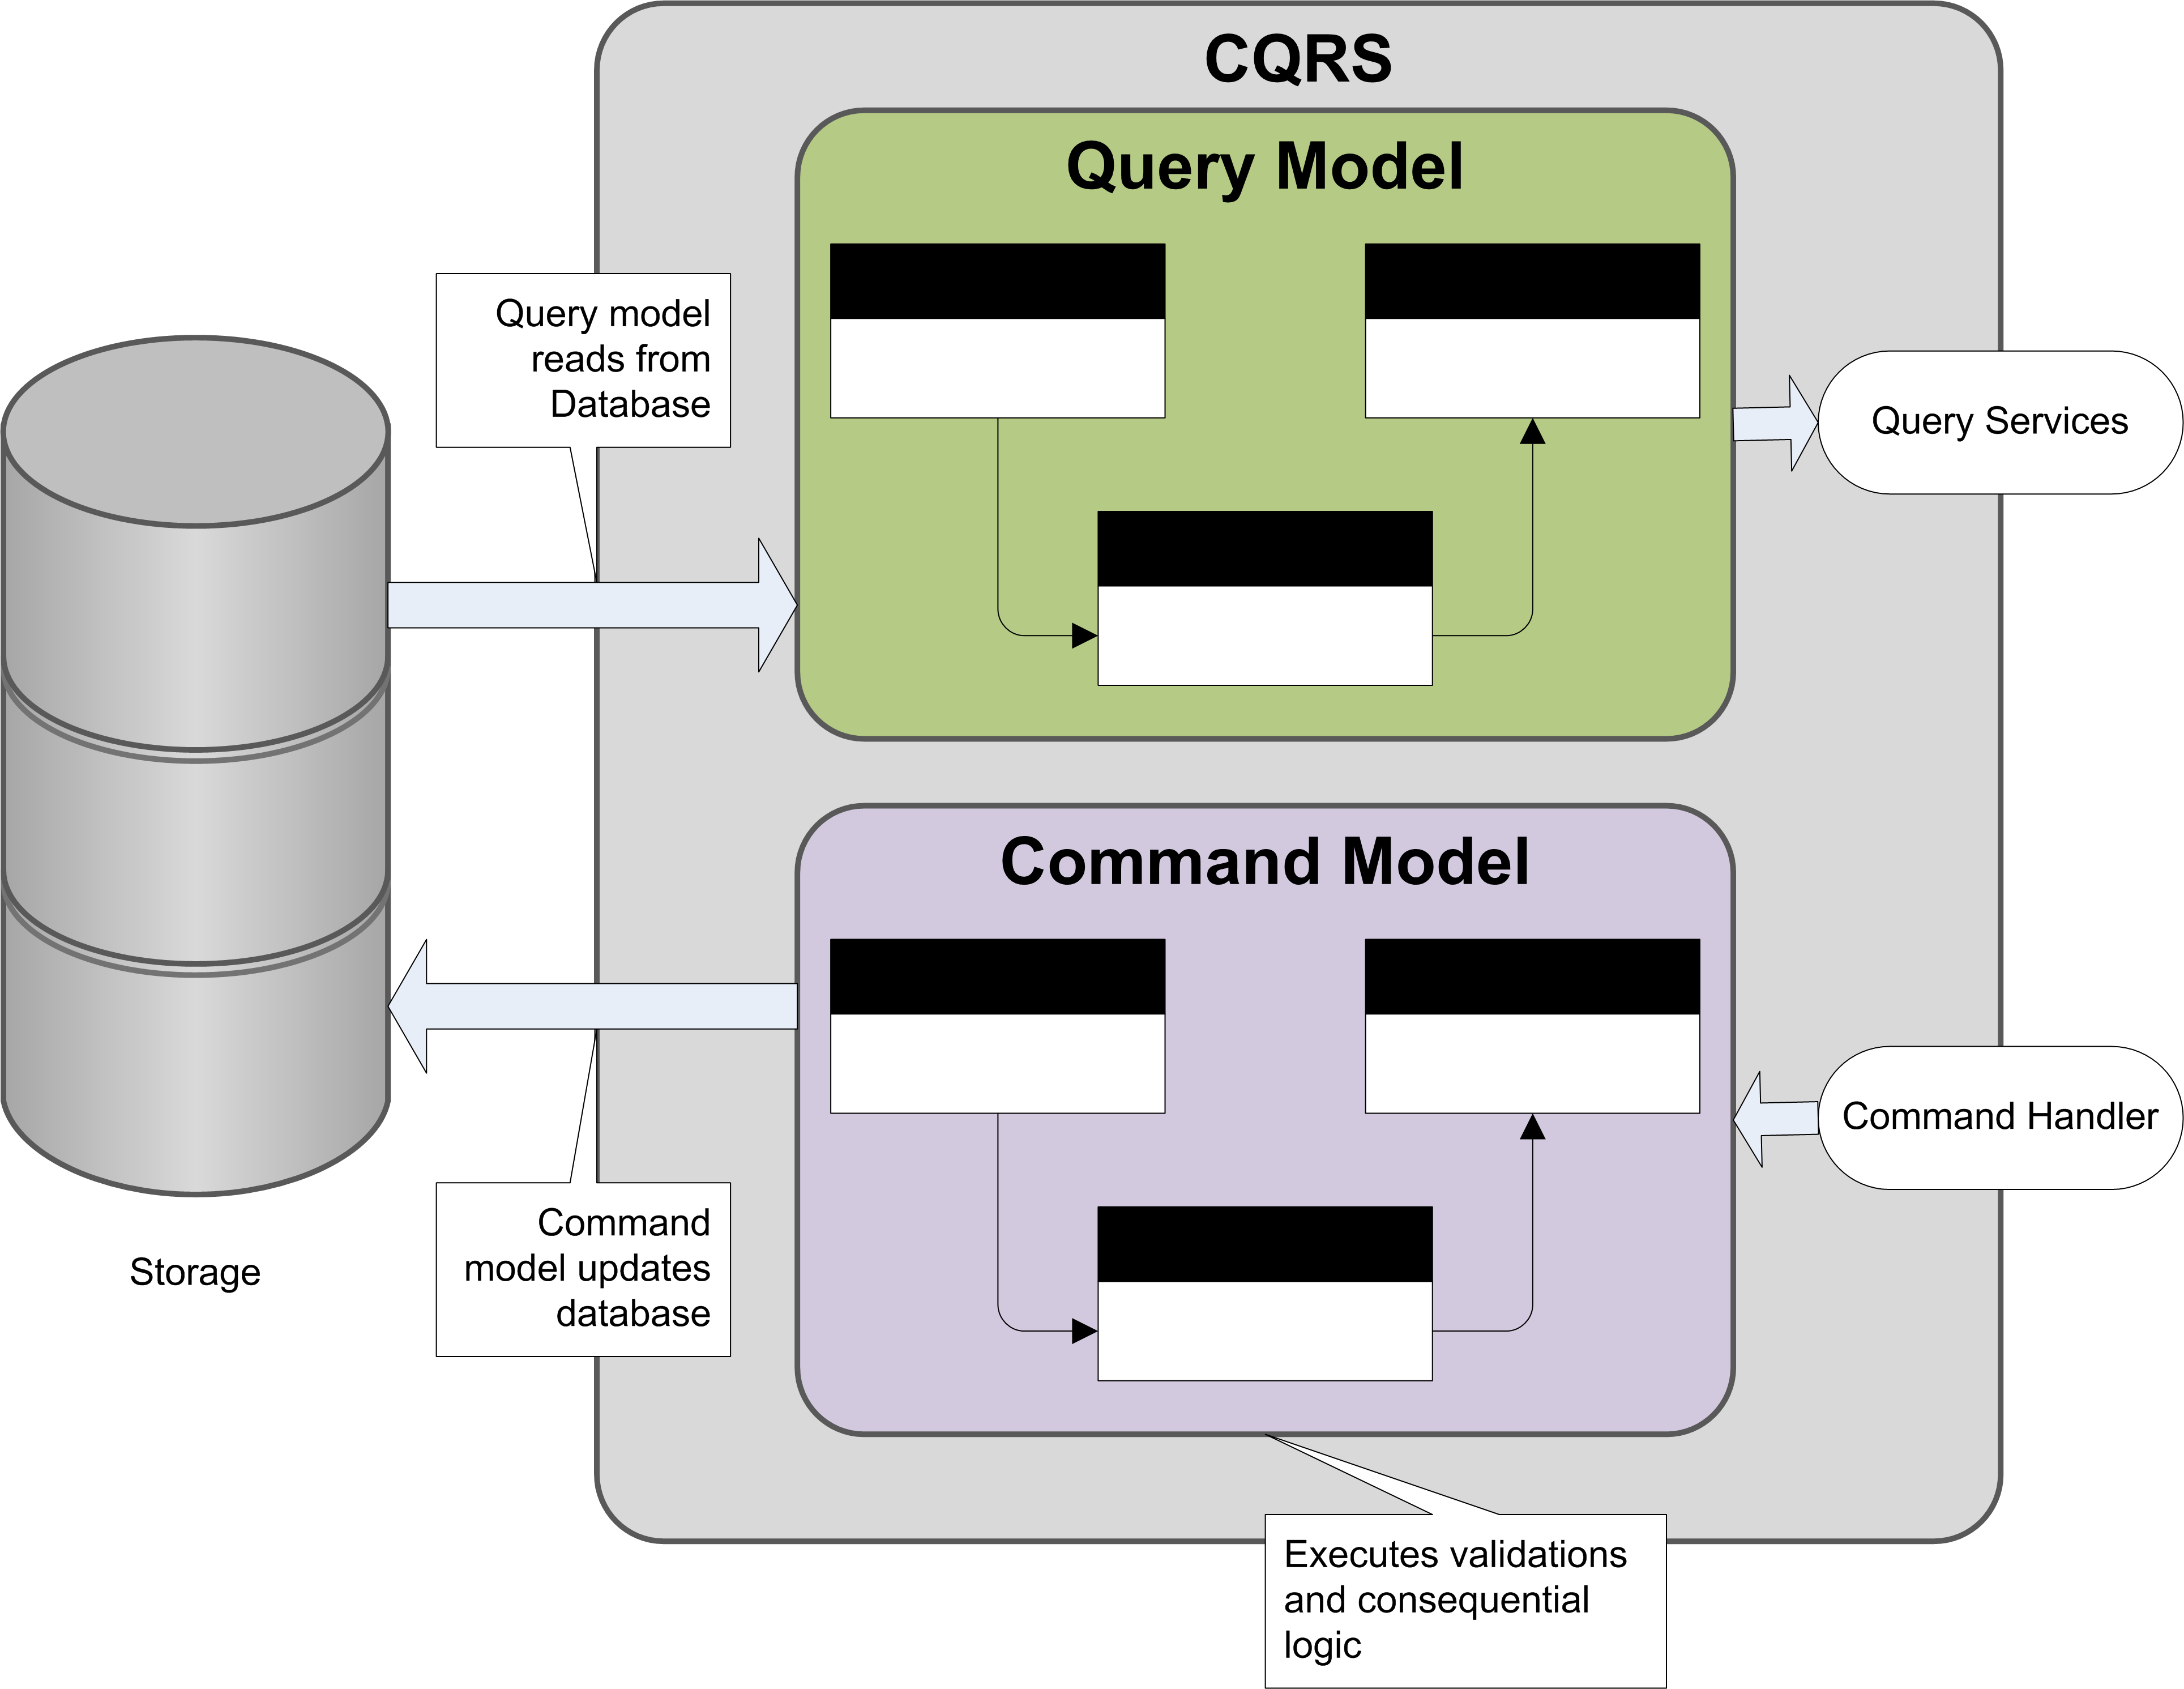 CQRS
Query Model
Query model
reads from
Database
Query Services
Command Model
Command Handler
Command
model updates
database
Storage
Executes validations
and consequential
logic